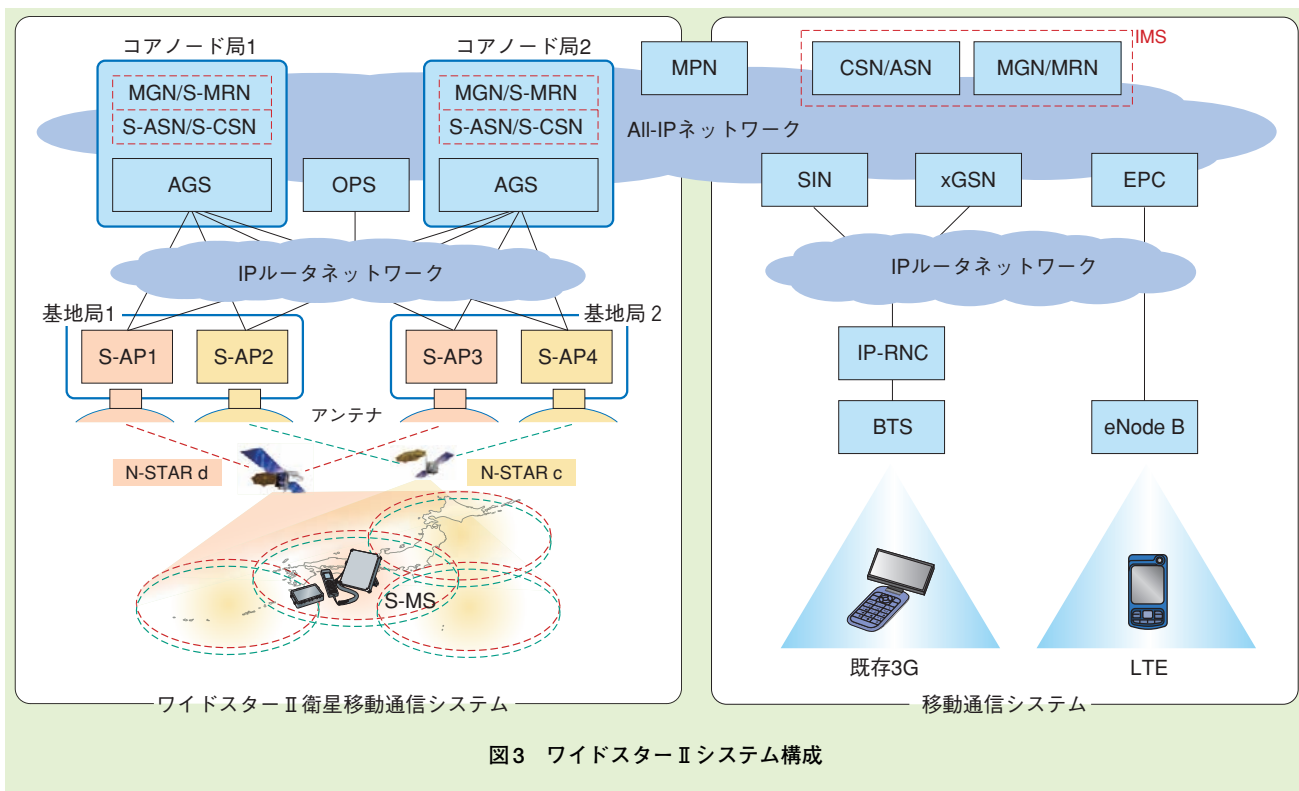 コアノード局1
コアノード局2
MGN/S-MRN
S-ASN/S-CSN
AGS
OPS
MGN/S-MRN
S-ASN/S-CSN
AGS
MPN
IMS
CSN/ASN
MGN/MRN
All-IPネットワーク
SIN
xGSN
EPC
IPルータネットワーク
IPルータネットワーク
基地局1
基地局 2
S-AP1
S-AP2
S-AP3
S-AP4
アンテナ
IP-RNC
BTS
eNode B
N-STAR d
N-STAR c
S-MS
既存3G
LTE
ワイドスターⅡ衛星移動通信システム
移動通信システム
図3 ワイドスターⅡシステム構成